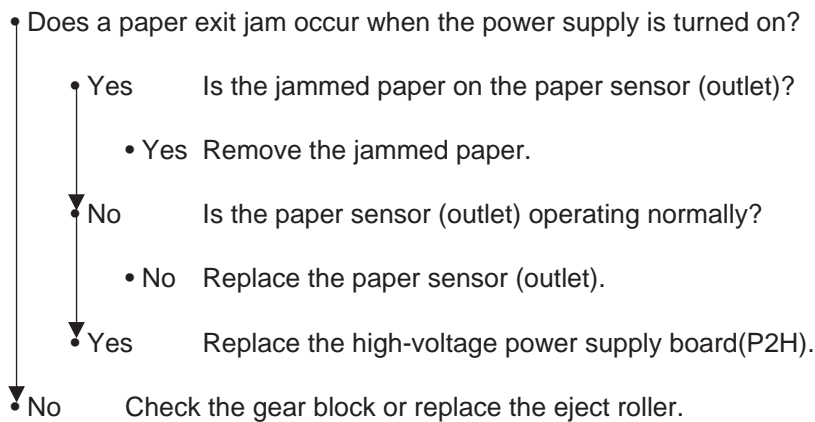 • Does a paper exit jam occur when the power supply is turned on?
• Yes Is the jammed paper on the paper sensor (outlet)?
• Yes Remove the jammed paper.
• No Is the paper sensor (outlet) operating normally?
• No Replace the paper sensor (outlet).
• Yes Replace the high-voltage power supply board(P2H).
• No Check the gear block or replace the eject roller.